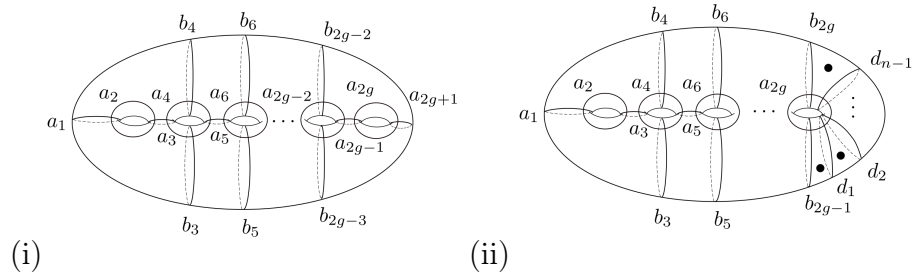 b_4 b_6 b_{2g-2}
a_1 a_2 a_4 a_6 a_{2g-2} a_{2g} a_{2g+1}
a_3 a_5 ··· a_{2g-1}
b_3 b_5 b_{2g-3}
(i)
b_4 b_6 b_{2g} d_{n-1}
a_1 a_2 a_4 a_6 a_{2g}
a_3 a_5 ···
b_3 b_5 b_{2g-1} d_1 d_2
(ii)